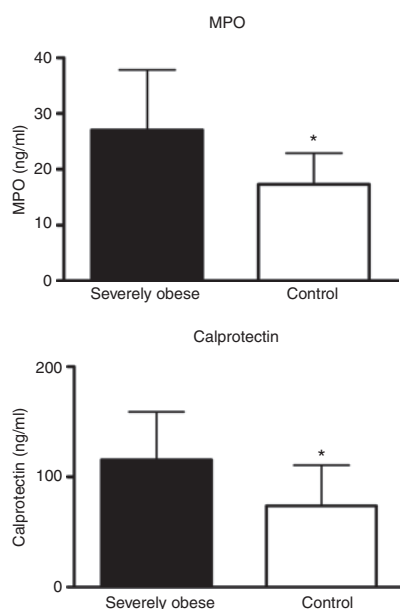 MPO
40
30
20
10
0
MPO (ng/ml)
*
Severely obese Control
Calprotectin
200
100
0
Calprotectin (ng/ml)
*
Severely obese Control